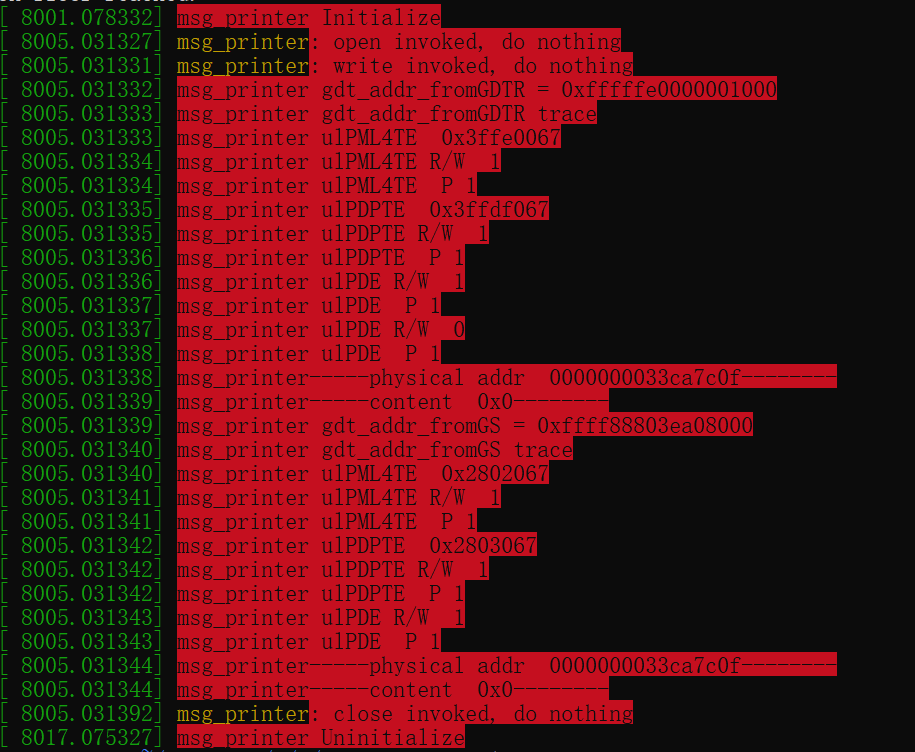 [ 8001.078332] msg_printer Initialize
[ 8005.031327] msg_printer: open invoked, do nothing
[ 8005.031331] msg_printer: write invoked, do nothing
[ 8005.031332] msg_printer gdt_addr_fromGDTR = 0xfffffe0000001000
[ 8005.031333] msg_printer gdt_addr_fromGDTR trace
[ 8005.031333] msg_printer ulPML4TE 0x3ffe0067
[ 8005.031334] msg_printer ulPML4TE R/W  1
[ 8005.031334] msg_printer ulPML4TE  P 1
[ 8005.031335] msg_printer ulPDPTE  0x3ffdf067
[ 8005.031335] msg_printer ulPDPTE R/W  1
[ 8005.031336] msg_printer ulPDPTE  P 1
[ 8005.031336] msg_printer ulPDE R/W  1
[ 8005.031337] msg_printer ulPDE  P 1
[ 8005.031337] msg_printer ulPDE R/W  0
[ 8005.031338] msg_printer ulPDE  P 1
[ 8005.031338] msg_printer-----physical addr  0000000033ca7c0f--------
[ 8005.031339] msg_printer-----content  0x0--------
[ 8005.031339] msg_printer gdt_addr_fromGS = 0xffff88803ea08000
[ 8005.031340] msg_printer gdt_addr_fromGS trace
[ 8005.031340] msg_printer ulPML4TE  0x2802067
[ 8005.031341] msg_printer ulPML4TE R/W  1
[ 8005.031341] msg_printer ulPML4TE  P 1
[ 8005.031342] msg_printer ulPDPTE  0x2803067
[ 8005.031342] msg_printer ulPDPTE R/W  1
[ 8005.031342] msg_printer ulPDPTE  P 1
[ 8005.031343] msg_printer ulPDE R/W  1
[ 8005.031343] msg_printer ulPDE  P 1
[ 8005.031344] msg_printer-----physical addr  0000000033ca7c0f--------
[ 8005.031344] msg_printer-----content  0x0--------
[ 8005.031392] msg_printer: close invoked, do nothing
[ 8017.075327] msg_printer Uninitialize